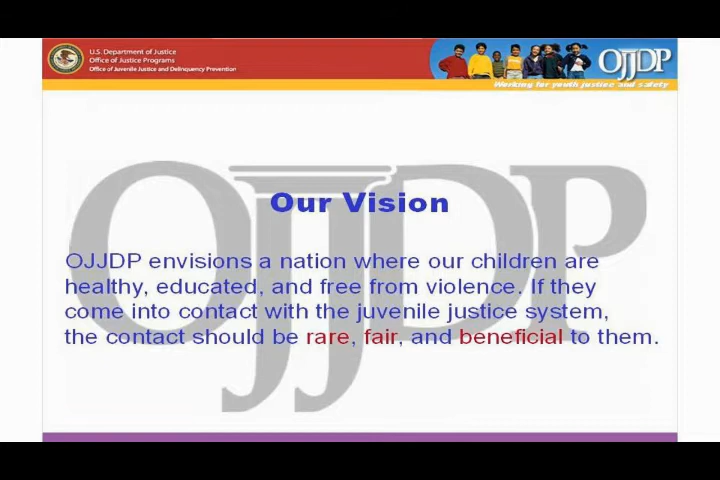 U.S. Department of Justice
Office of Justice Programs
Office of Juvenile Justice and Delinquency Prevention
OJJDP
Working for youth justice and safety
OJJDP
Our Vision
OJJDP envisions a nation where our children are
healthy, educated, and free from violence. If they
come into contact with the juvenile justice system,
the contact should be rare, fair, and beneficial to them.